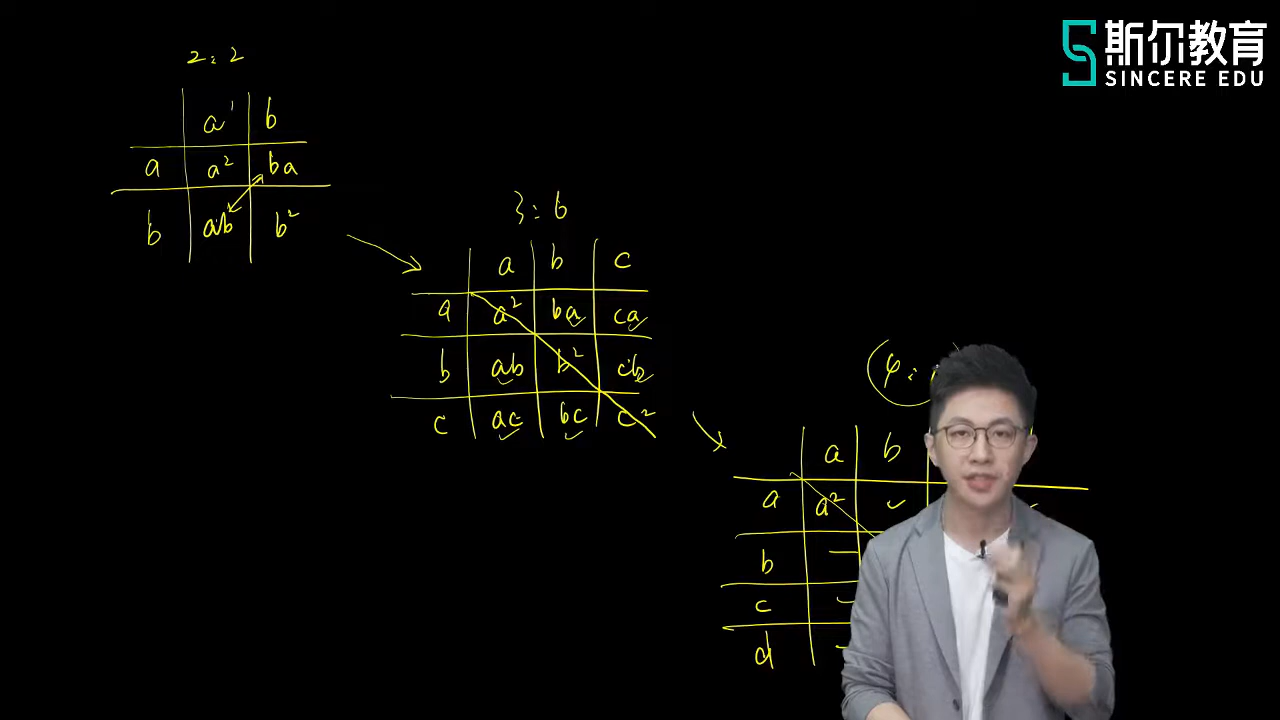 斯尔教育
SINCERE EDU
2:2
a' b
a a² ba
b ab b²
3:6
a b c
a a² ba ca
b ab b² cb
c ac bc c²
4:
a b
a a²
b
c
d